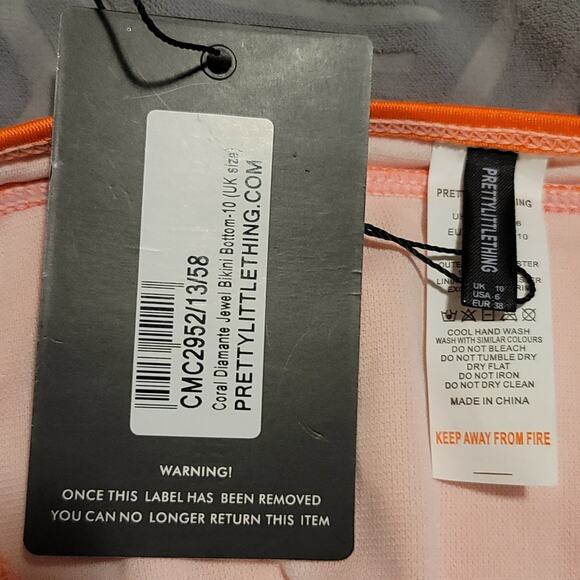 CMC2952/13/58
Coral Diamante Jewel Bikini Bottom-10 (UK size)
PRETTYLITTLETHING.COM
WARNING!
ONCE THIS LABEL HAS BEEN REMOVED
YOU CAN NO LONGER RETURN THIS ITEM
PRETTYLITTLETHING
UK 10
USA 6
EUR 38
COOL HAND WASH
WASH WITH SIMILAR COLOURS
DO NOT BLEACH
DO NOT TUMBLE DRY
DRY FLAT
DO NOT IRON
DO NOT DRY CLEAN
MADE IN CHINA
KEEP AWAY FROM FIRE